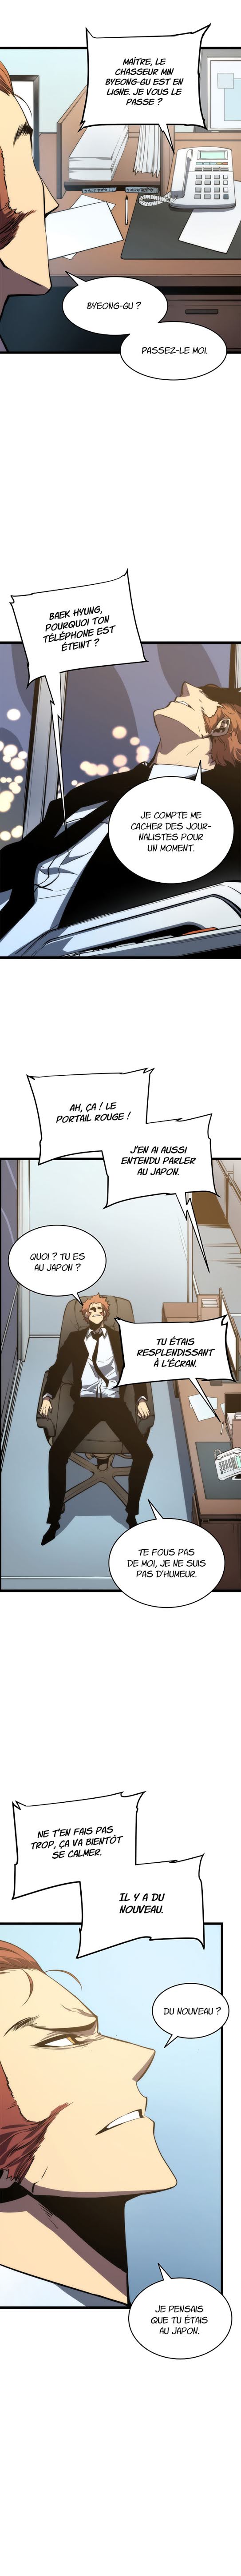 MAÎTRE, LE
CHASSEUR MIN
BYEONG-GU EST EN
LIGNE. JE VOUS LE
PASSE ?
BYEONG-GU ?
PASSEZ-LE MOI.
BAEK HYUNG,
POURQUOI TON
TÉLÉPHONE EST
ÉTEINT ?
JE COMPTE ME
CACHER DES JOUR-
NALISTES POUR
UN MOMENT.
AH, ÇA ! LE
PORTAIL ROUGE !
J'EN AI AUSSI
ENTENDU PARLER
AU JAPON.
QUOI ? TU ES
AU JAPON ?
TU ÉTAIS
RESPLENDISSANT
À L'ÉCRAN.
TE FOUS PAS
DE MOI, JE NE SUIS
PAS D'HUMEUR.
NE T'EN FAIS PAS
TROP, ÇA VA BIENTÔT
SE CALMER.
IL Y A DU
NOUVEAU.
DU NOUVEAU ?
JE PENSAIS
QUE TU ÉTAIS
AU JAPON.